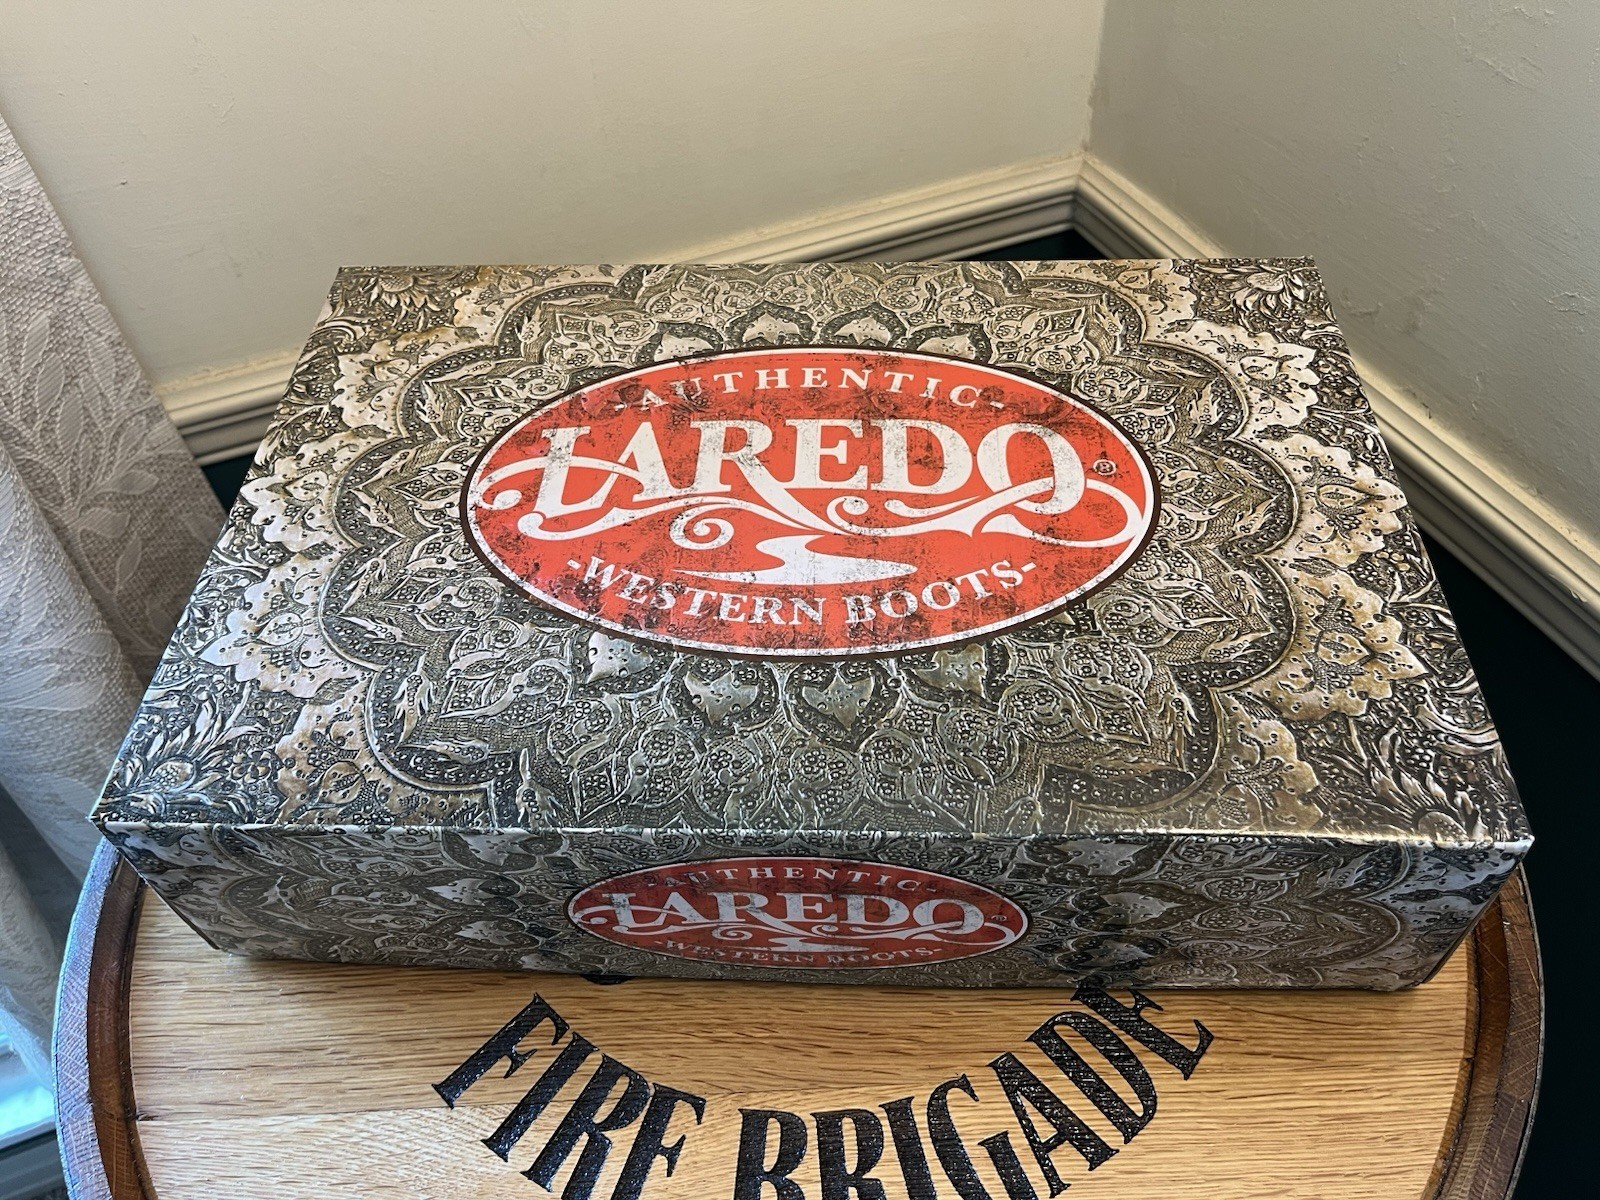 -AUTHENTIC-
LAREDO®
-WESTERN BOOTS-
-AUTHENTIC-
LAREDO®
-WESTERN BOOTS-
FIRE BRIGADE